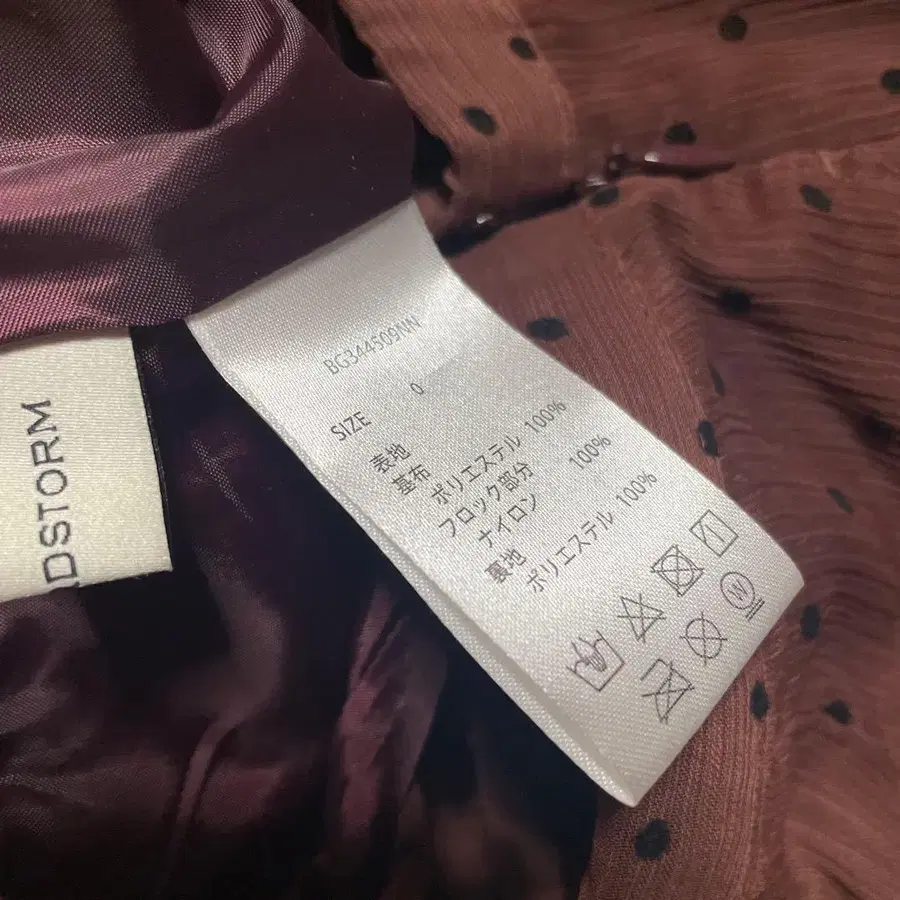 DSTORM
BG344509NN
SIZE 0
表地
基布
ポリエステル 100%
フロック部分
ナイロン 100%
裏地
ポリエステル 100%
W